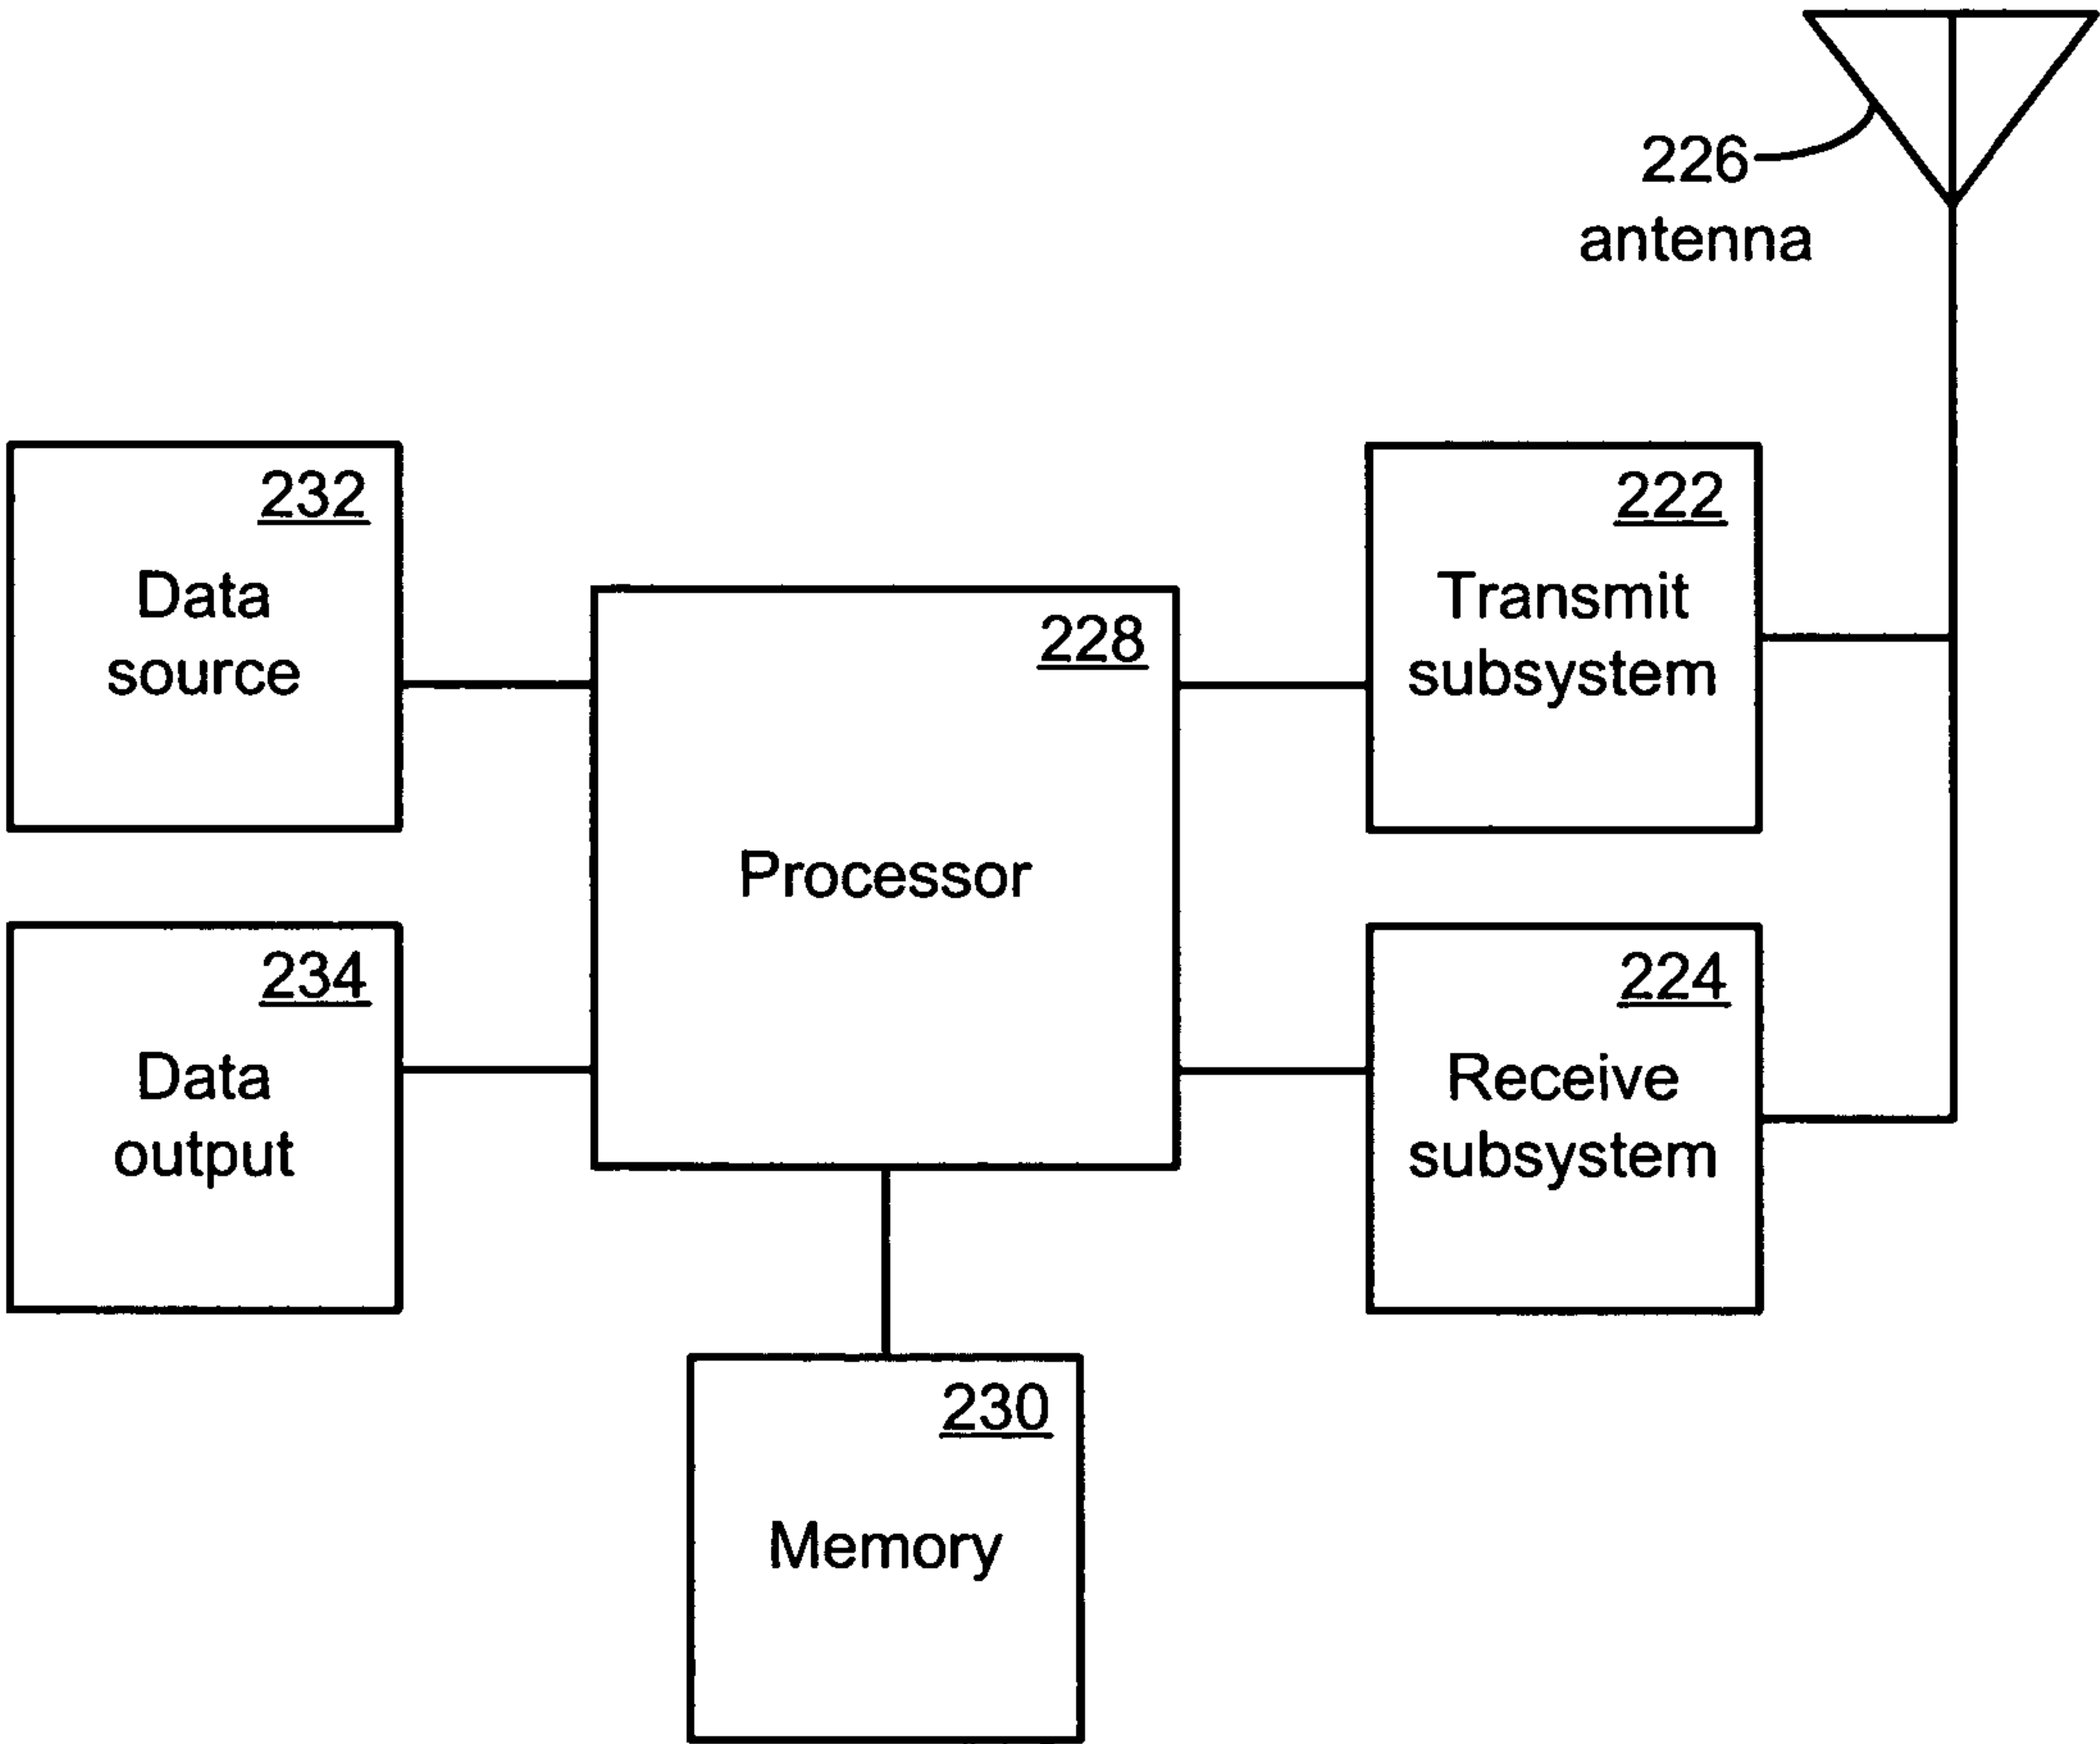 226
antenna
232
Data
source
228
Processor
222
Transmit
subsystem
234
Data
output
224
Receive
subsystem
230
Memory